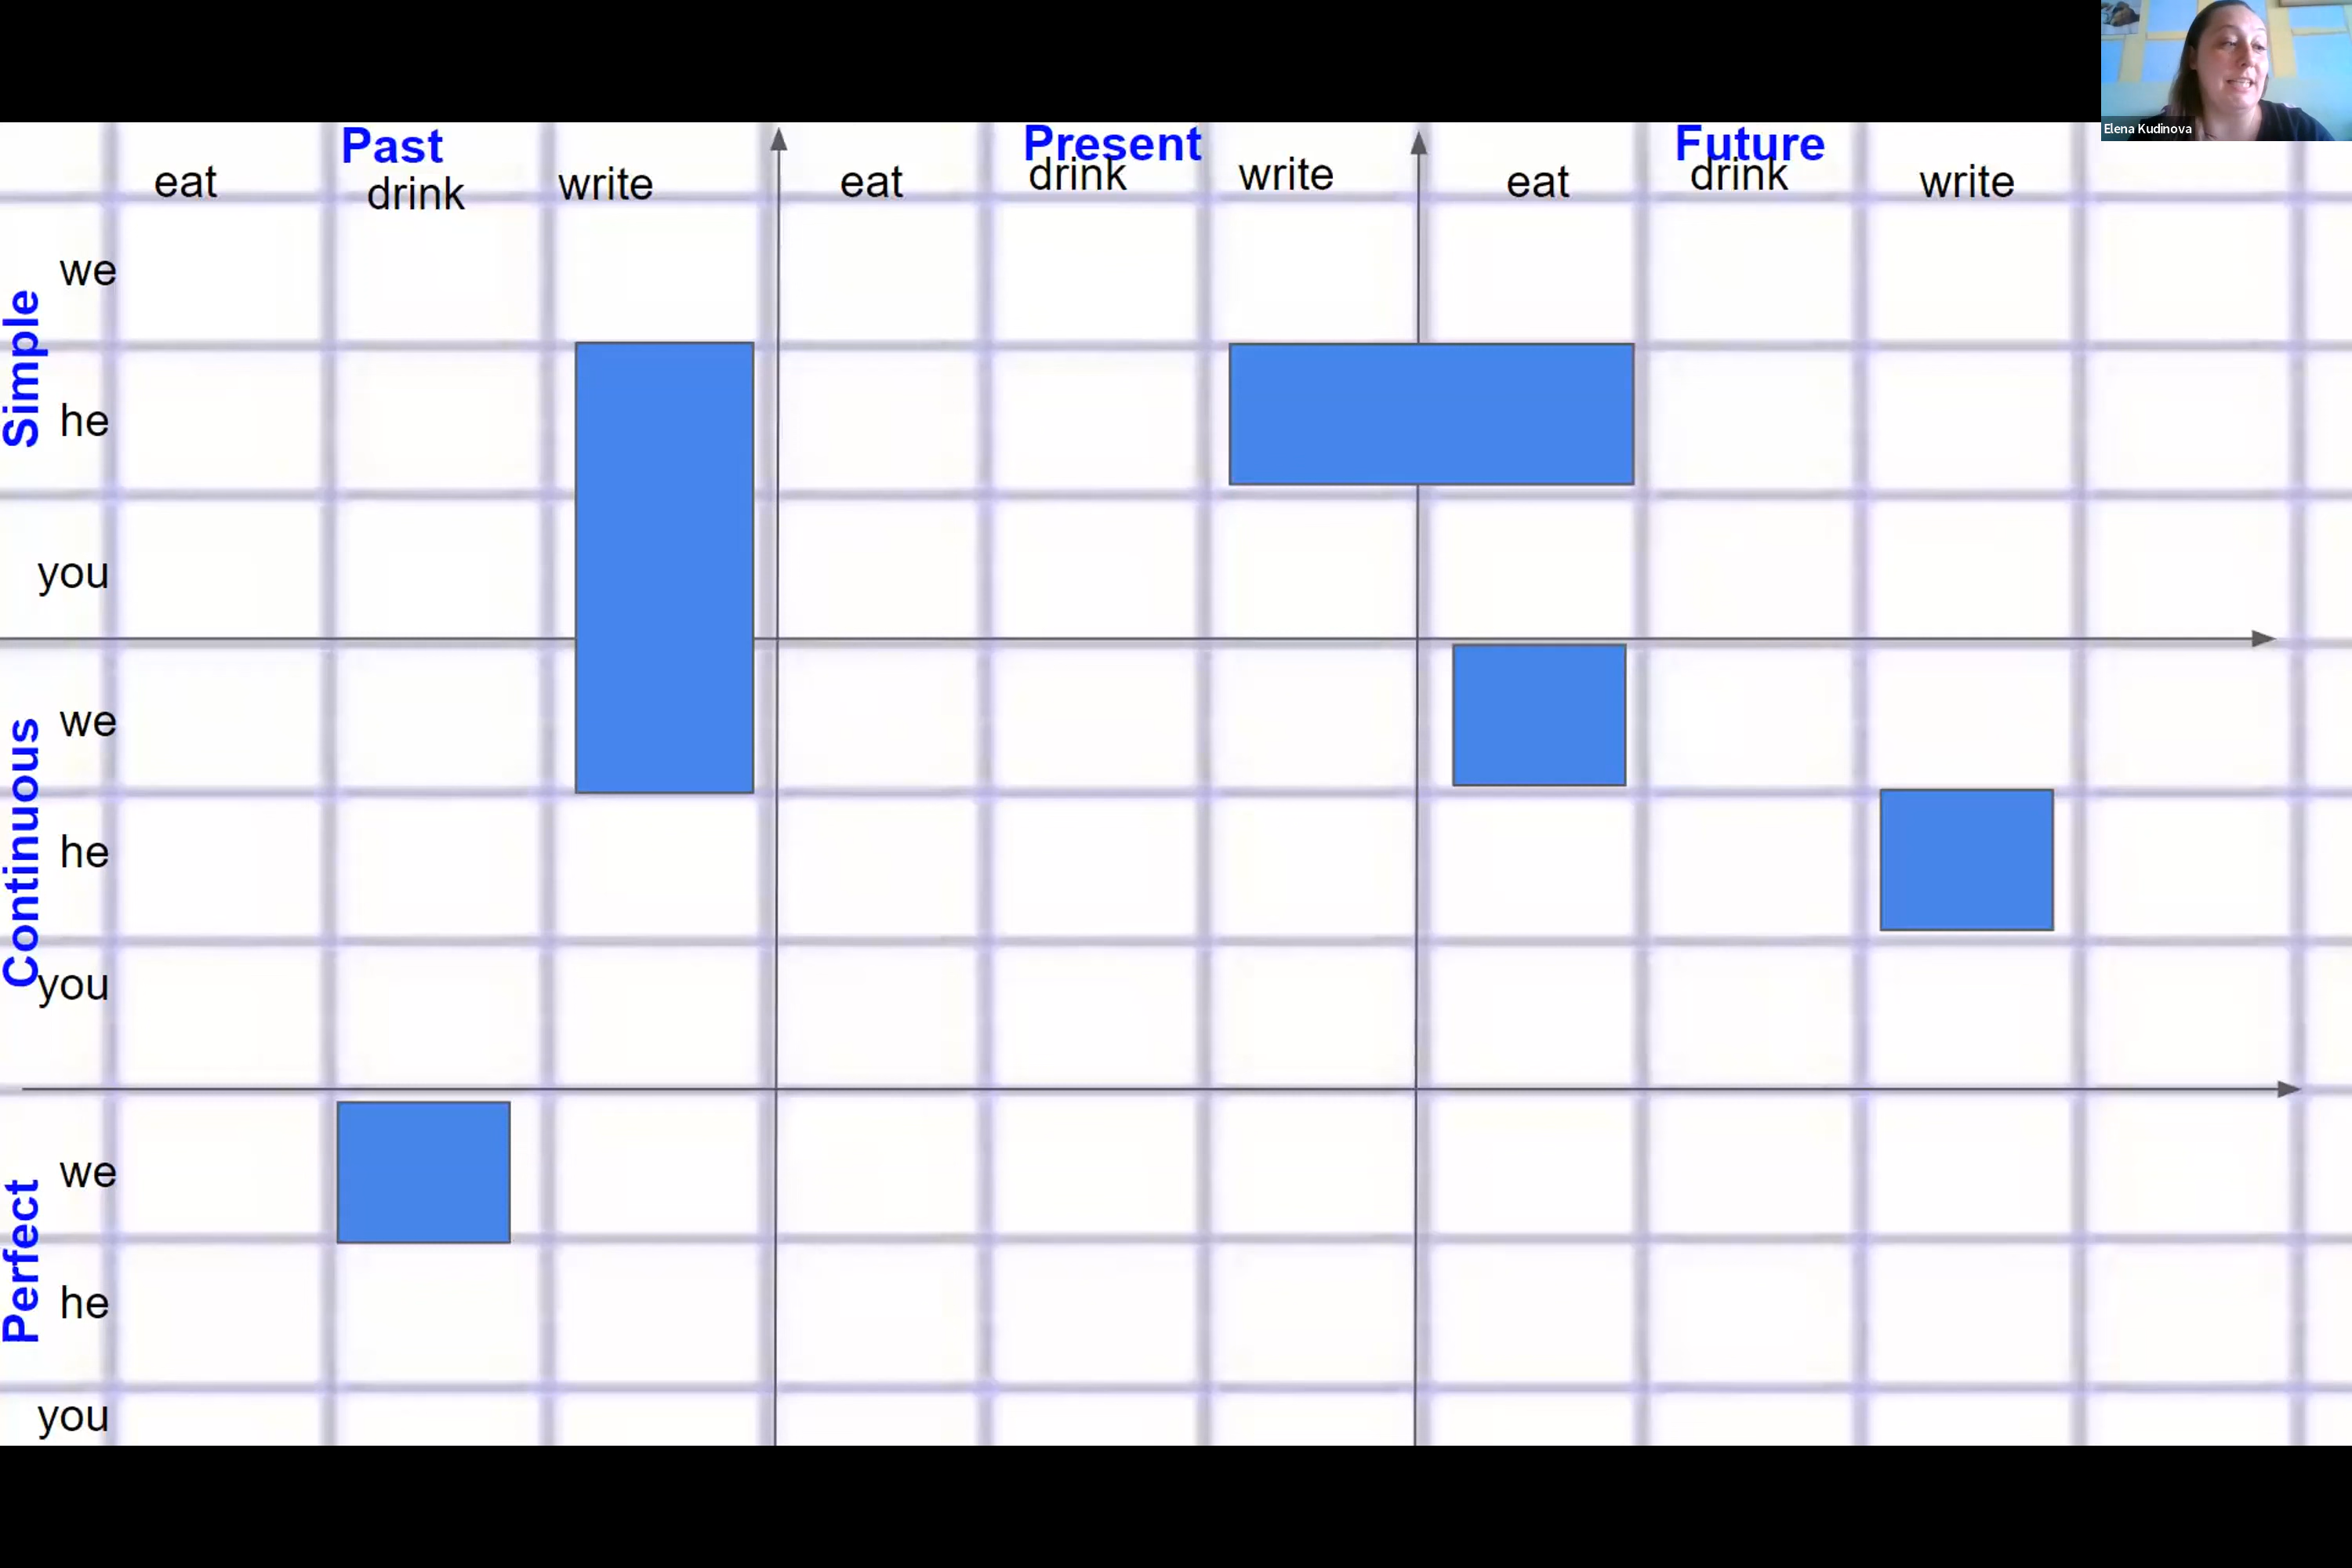 Elena Kudinova
Past
Present
Future
eat
drink
write
eat
drink
write
eat
drink
write
Simple
we
he
you
Continuous
we
he
you
Perfect
we
he
you